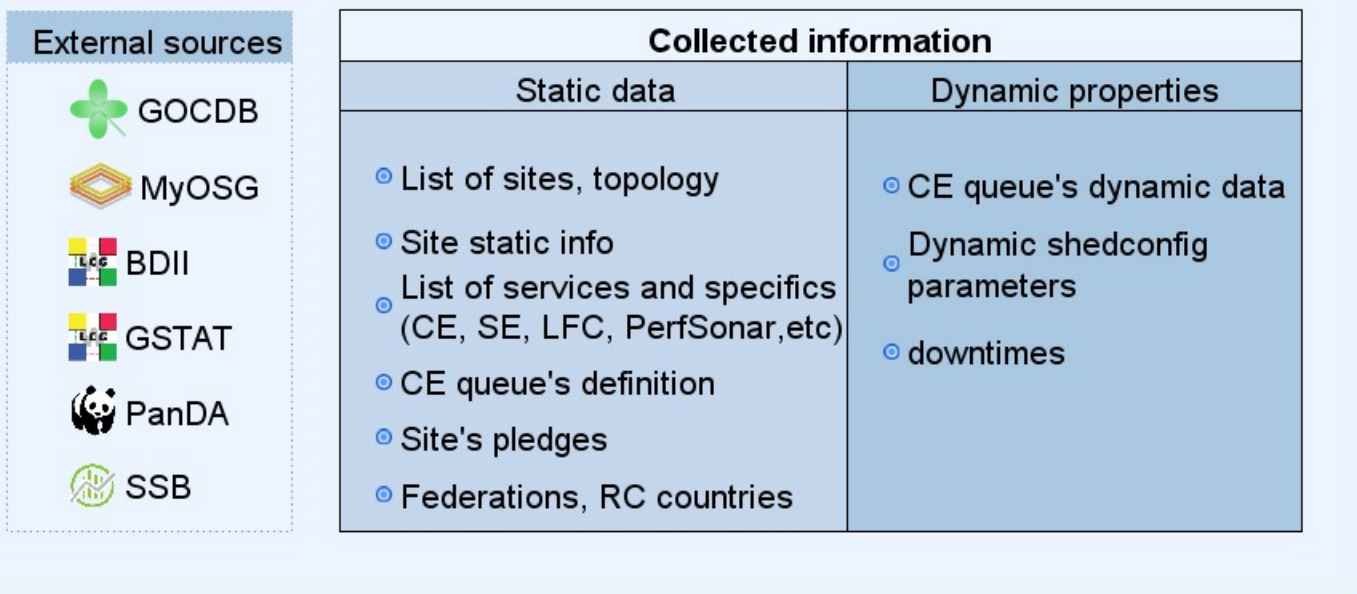 External sources
GOCDB
MyOSG
LCG BDII
LCG GSTAT
PanDA
SSB
Collected information
Static data
List of sites, topology
Site static info
List of services and specifics
(CE, SE, LFC, PerfSonar,etc)
CE queue's definition
Site's pledges
Federations, RC countries
Dynamic properties
CE queue's dynamic data
Dynamic shedconfig
parameters
downtimes